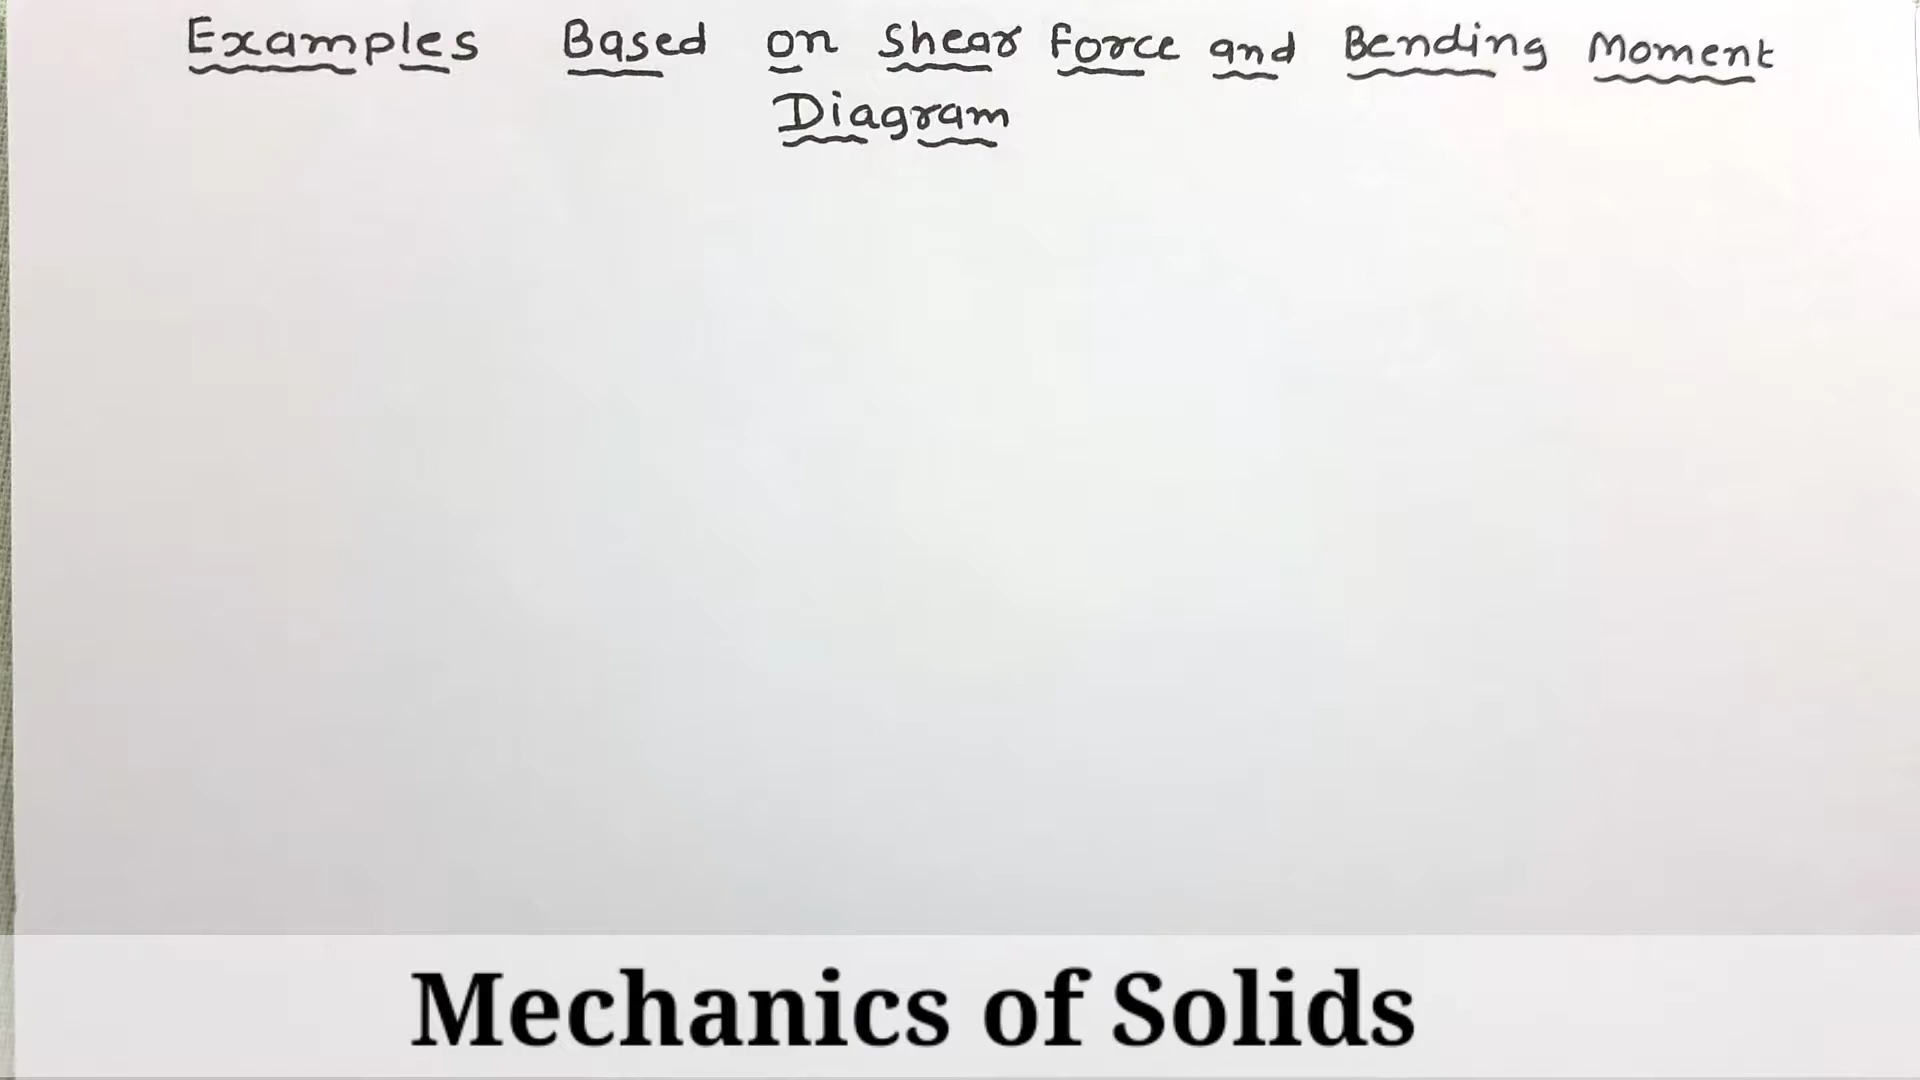 Examples Based on Shear Force and Bending Moment
Diagram
Mechanics of Solids